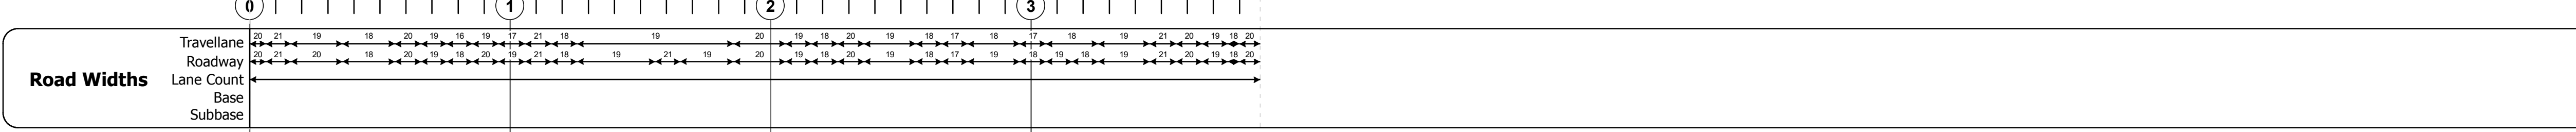 0 1 2 3
Travellane 20 21 19 18 20 19 16 19 17 21 18 19 20 19 18 20 19 18 17 18 17 18 19 21 20 19 18 20
Roadway 20 21 20 18 20 19 18 20 19 21 18 19 21 19 20 19 18 20 19 18 17 19 18 19 18 19 21 20 19 18 20
Road Widths
Lane Count
Base
Subbase